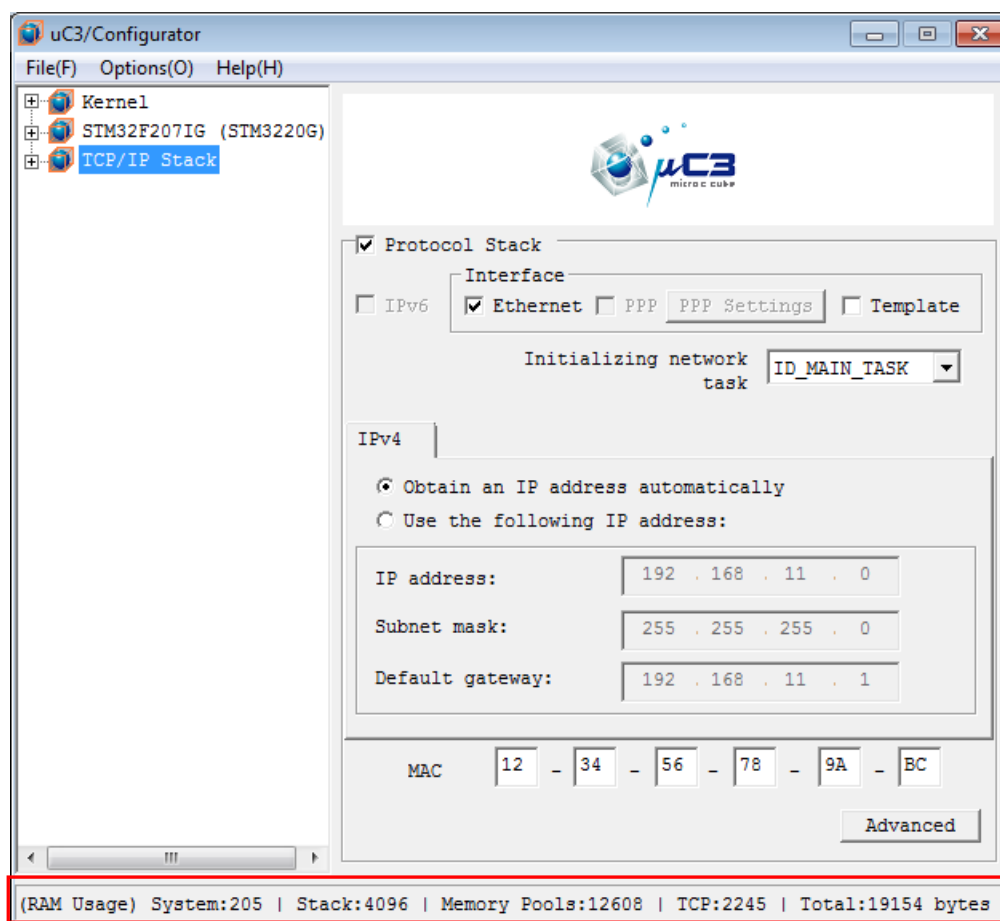 uC3/Configurator
File(F) Options(O) Help(H)
Kernel
STM32F207IG (STM3220G)
TCP/IP Stack
μC3
micro c cube
Protocol Stack
Interface
IPv6 Ethernet PPP PPP Settings Template
Initializing network
task
ID_MAIN_TASK
IPv4
Obtain an IP address automatically
Use the following IP address:
IP address: 192 . 168 . 11 . 0
Subnet mask: 255 . 255 . 255 . 0
Default gateway: 192 . 168 . 11 . 1
MAC 12 - 34 - 56 - 78 - 9A - BC
Advanced
(RAM Usage) System:205 | Stack:4096 | Memory Pools:12608 | TCP:2245 | Total:19154 bytes